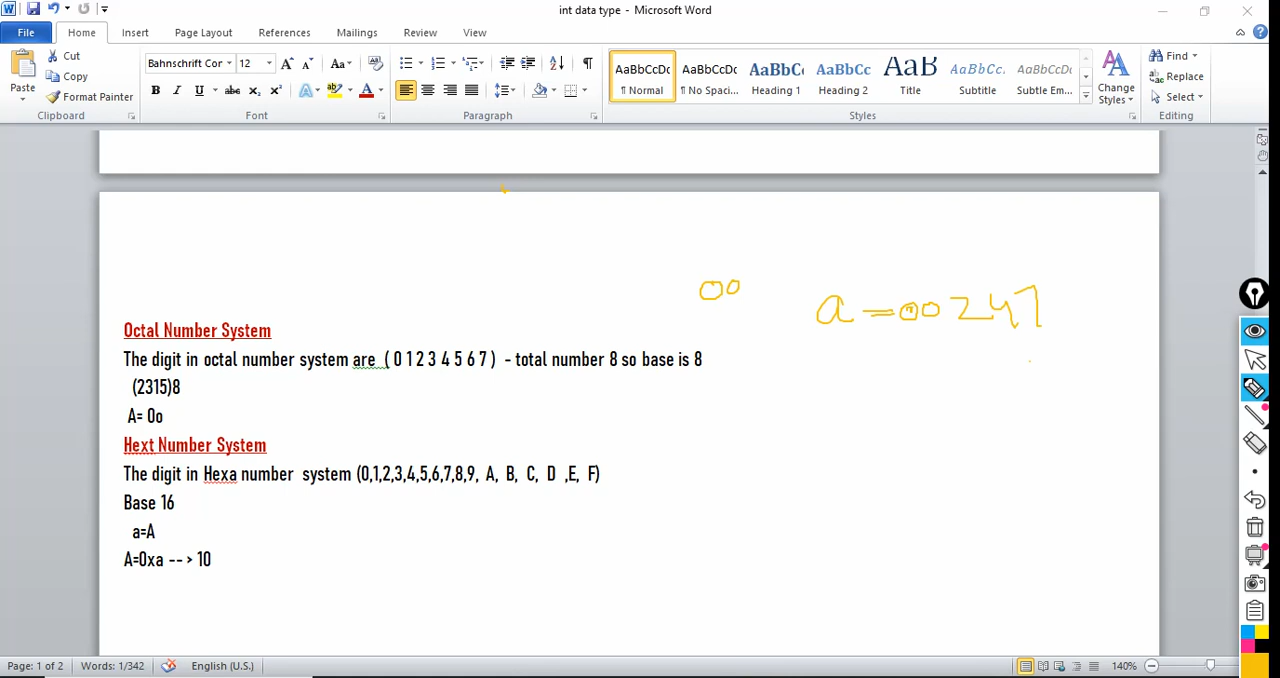 int data type - Microsoft Word
File Home Insert Page Layout References Mailings Review View
Cut
Copy
Format Painter
Paste
Clipboard
Bahnschrift Cor 12
Font
Paragraph
AaBbCcDc AaBbCcDc AaBbC AaBbCc AaB AaBbCc. AaBbCcDc
¶ Normal ¶ No Spaci... Heading 1 Heading 2 Title Subtitle Subtle Em...
Change Styles
Styles
Find
Replace
Select
Editing
0o a = 0o 247
Octal Number System
The digit in octal number system are ( 0 1 2 3 4 5 6 7 ) - total number 8 so base is 8
(2315)8
A= 0o
Hext Number System
The digit in Hexa number system (0,1,2,3,4,5,6,7,8,9, A, B, C, D ,E, F)
Base 16
a=A
A=0xa -- > 10
Page: 1 of 2 Words: 1/342 English (U.S.) 140%